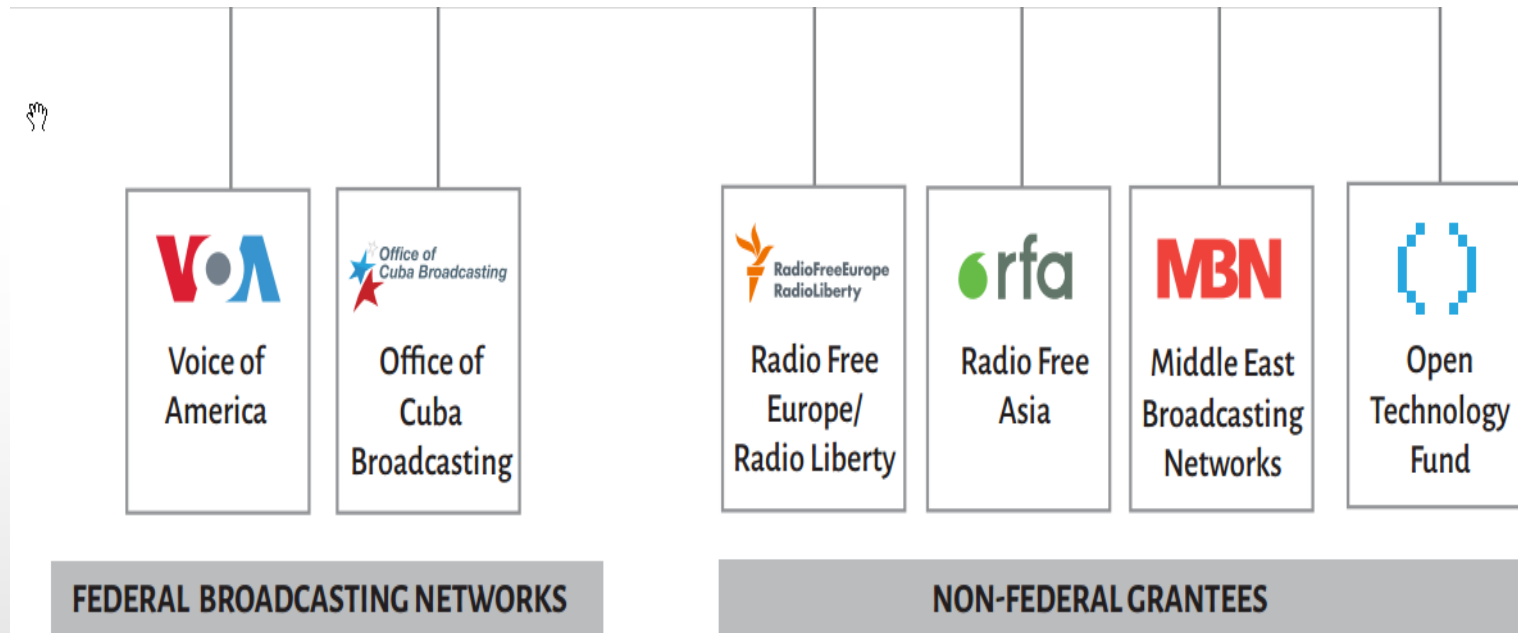 VOA
Voice of
America
Office of
Cuba Broadcasting
Office of
Cuba
Broadcasting
RadioFreeEurope
RadioLiberty
Radio Free
Europe/
Radio Liberty
rfa
Radio Free
Asia
MBN
Middle East
Broadcasting
Networks
Open
Technology
Fund
FEDERAL BROADCASTING NETWORKS
NON-FEDERAL GRANTEES